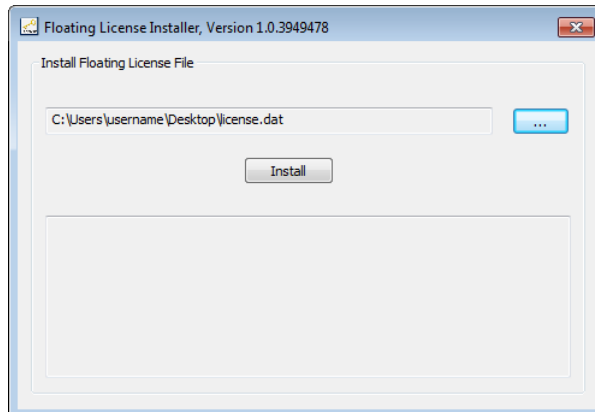 Floating License Installer, Version 1.0.3949478
Install Floating License File
C:\Users\username\Desktop\license.dat
...
Install